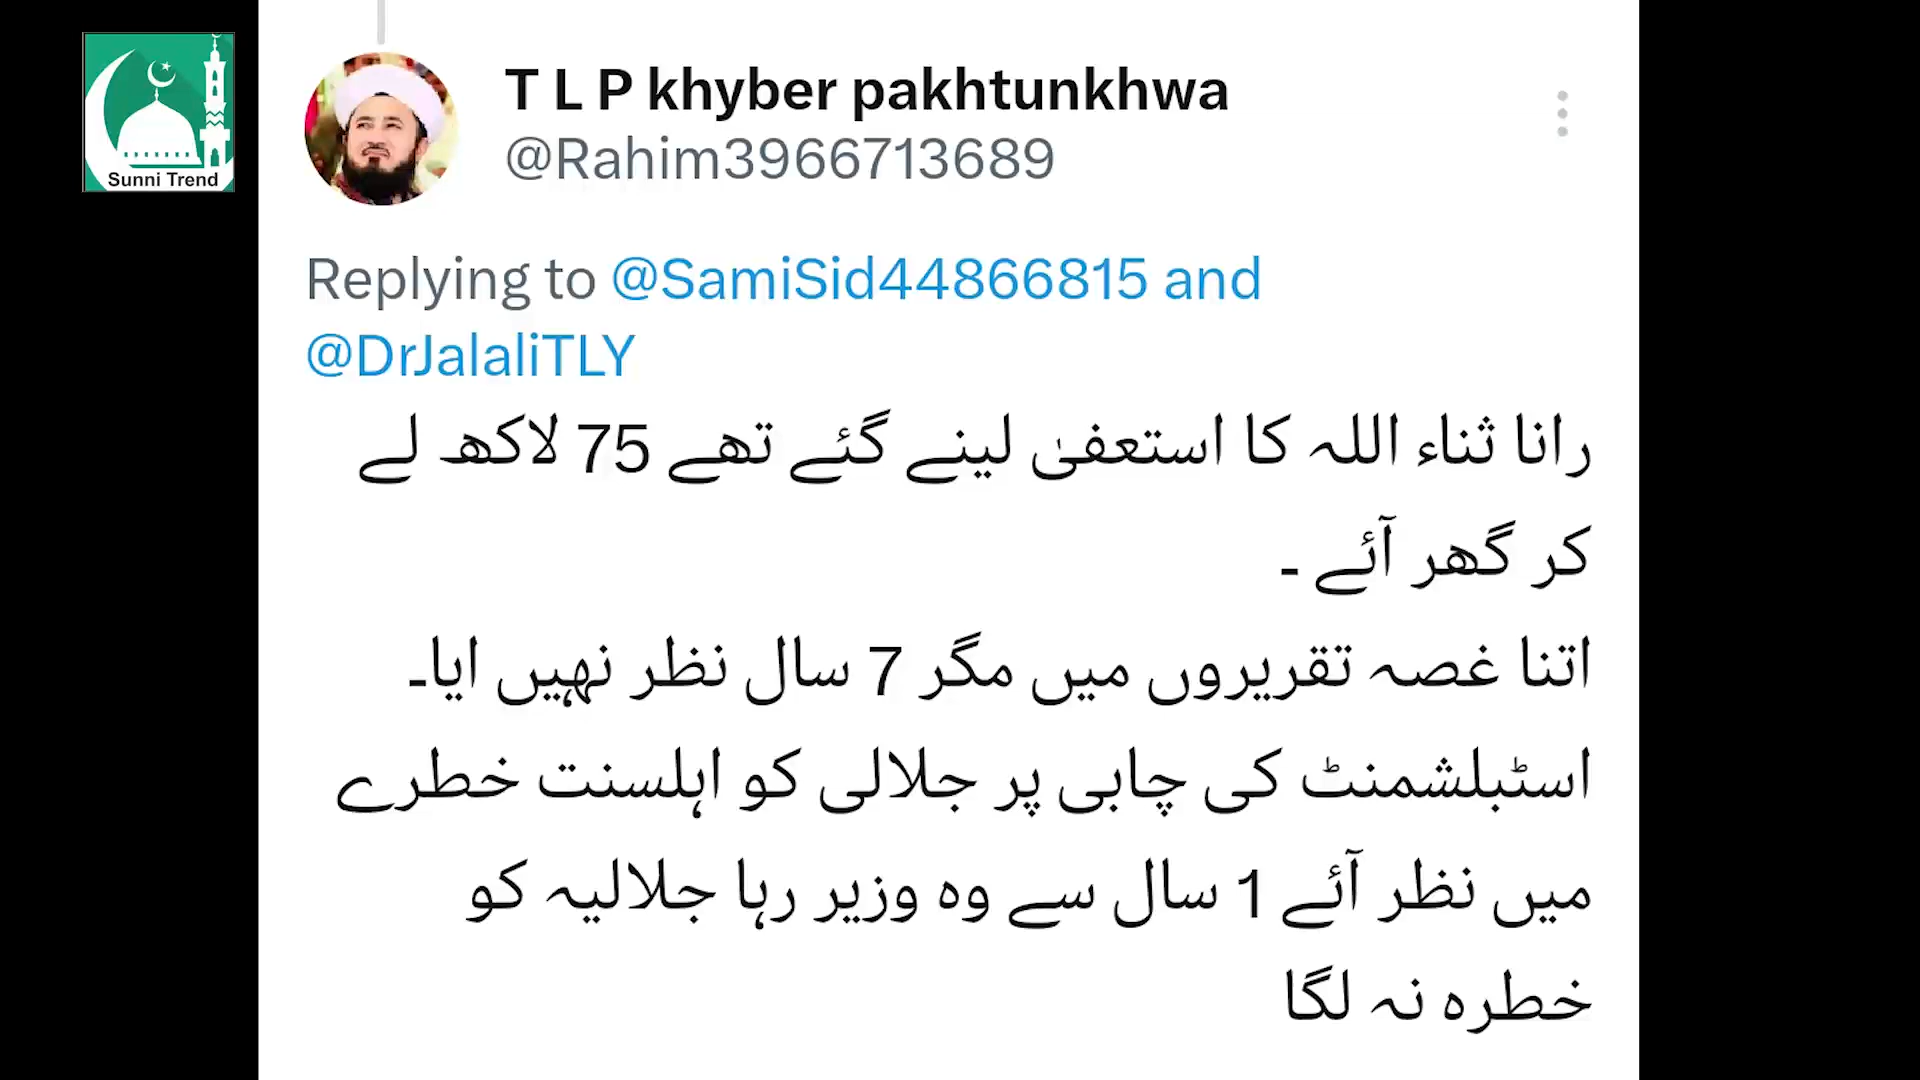 Sunni Trend
T L P khyber pakhtunkhwa
@Rahim3966713689
Replying to @SamiSid44866815 and
@DrJalaliTLY
رانا ثناء اللہ کا استعفیٰ لینے گئے تھے 75 لاکھ لے
کر گھر آئے ۔
اتنا غصہ تقریروں میں مگر 7 سال نظر نہیں ایا۔
اسٹبلشمنٹ کی چابی پر جلالی کو اہلسنت خطرے
میں نظر آئے 1 سال سے وہ وزیر رہا جلالیہ کو
خطرہ نہ لگا